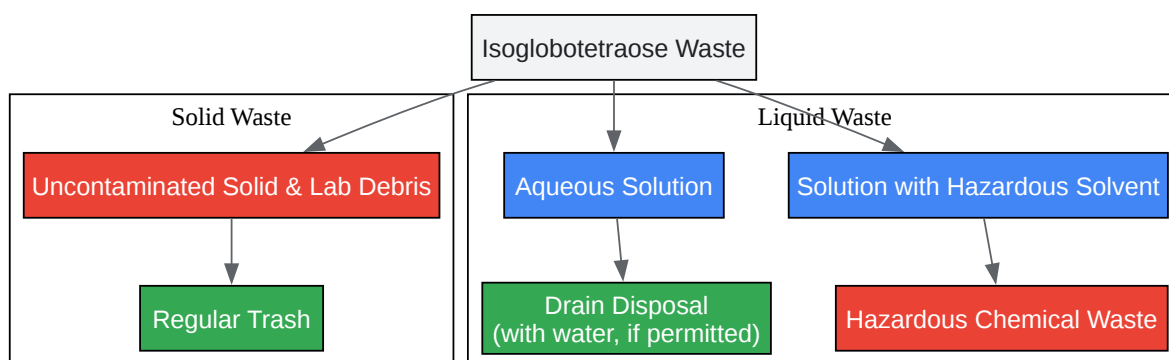 Isoglobotetraose Waste
Solid Waste
Liquid Waste
Uncontaminated Solid & Lab Debris
Aqueous Solution
Solution with Hazardous Solvent
Regular Trash
Drain Disposal
(with water, if permitted)
Hazardous Chemical Waste